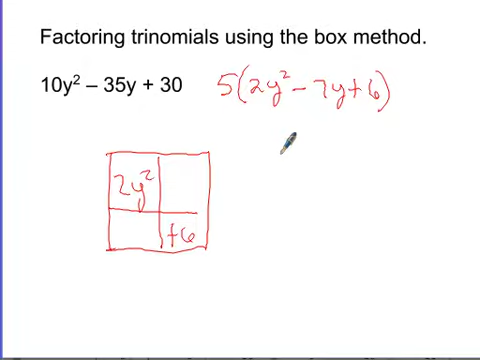 Factoring trinomials using the box method.
10y² – 35y + 30 5(2y² - 7y + 6)
2y²
+6